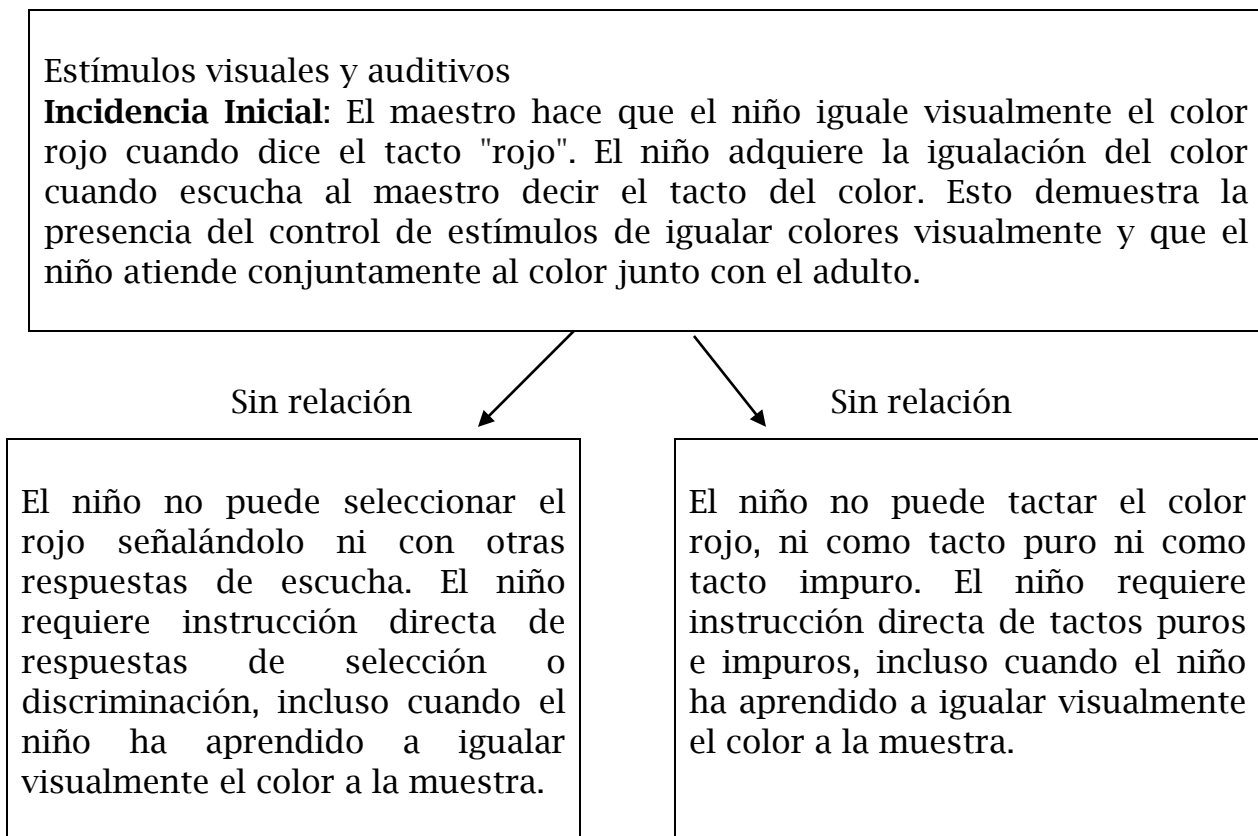 Estímulos visuales y auditivos
Incidencia Inicial: El maestro hace que el niño iguale visualmente el color
rojo cuando dice el tacto "rojo". El niño adquiere la igualación del color
cuando escucha al maestro decir el tacto del color. Esto demuestra la
presencia del control de estímulos de igualar colores visualmente y que el
niño atiende conjuntamente al color junto con el adulto.
Sin relación
Sin relación
El niño no puede seleccionar el
rojo señalándolo ni con otras
respuestas de escucha. El niño
requiere instrucción directa de
respuestas de selección o
discriminación, incluso cuando el
niño ha aprendido a igualar
visualmente el color a la muestra.
El niño no puede tactar el color
rojo, ni como tacto puro ni como
tacto impuro. El niño requiere
instrucción directa de tactos puros
e impuros, incluso cuando el niño
ha aprendido a igualar visualmente
el color a la muestra.